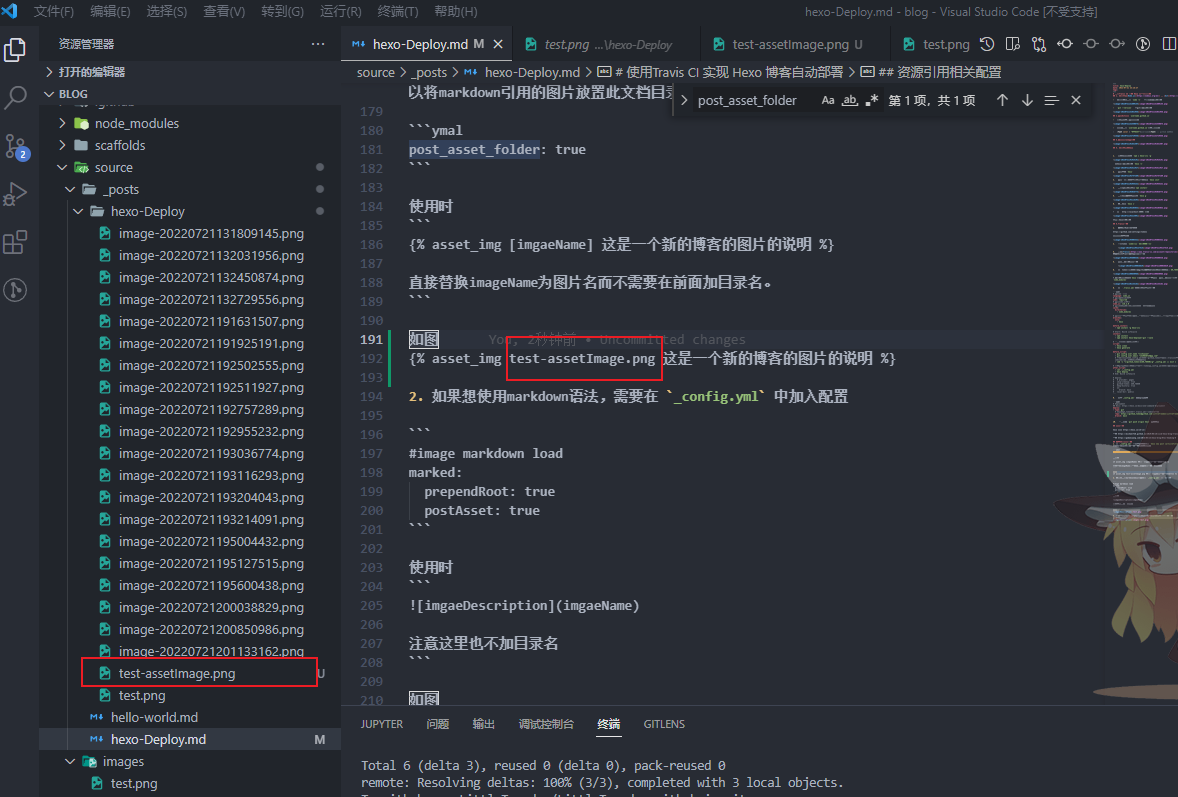 文件(F) 编辑(E) 选择(S) 查看(V) 转到(G) 运行(R) 终端(T) 帮助(H) hexo-Deploy.md - blog - Visual Studio Code [不受支持]
资源管理器
打开的编辑器
BLOG
node_modules
scaffolds
source
_posts
hexo-Deploy
image-20220721131809145.png
image-20220721132031956.png
image-20220721132450874.png
image-20220721132729556.png
image-20220721191631507.png
image-20220721191925191.png
image-20220721192502555.png
image-20220721192511927.png
image-20220721192757289.png
image-20220721192955232.png
image-20220721193036774.png
image-20220721193116293.png
image-20220721193204043.png
image-20220721193214091.png
image-20220721195004432.png
image-20220721195127515.png
image-20220721195600438.png
image-20220721200038829.png
image-20220721200850986.png
image-20220721201133162.png
test-assetImage.png U
test.png
hello-world.md
hexo-Deploy.md M
images
test.png
2
hexo-Deploy.md M test.png ...\hexo-Deploy test-assetImage.png U test.png
source > _posts > hexo-Deploy.md > # 使用Travis CI 实现 Hexo 博客自动部署 > ## 资源引用相关配置
post_asset_folder Aa ab .* 第 1 项，共 1 项
以将markdown引用的图片放置此文档目录
179
180 ```ymal
181 post_asset_folder: true
182 ```
183
184 使用时
185 ```
186 {% asset_img [imgaeName] 这是一个新的博客的图片的说明 %}
187
188 直接替换imageName为图片名而不需要在前面加目录名。
189 ```
190
191 如图 You, 2秒钟前 • Uncommitted changes
192 {% asset_img test-assetImage.png 这是一个新的博客的图片的说明 %}
193
194 2. 如果想使用markdown语法，需要在 `_config.yml` 中加入配置
195
196 ```
197 #image markdown load
198 marked:
199 prependRoot: true
200 postAsset: true
201 ```
202
203 使用时
204 ```
205 ![imgaeDescription](imgaeName)
206
207 注意这里也不加目录名
208 ```
209
210 如图
JUPYTER 问题 输出 调试控制台 终端 GITLENS
Total 6 (delta 3), reused 0 (delta 0), pack-reused 0
remote: Resolving deltas: 100% (3/3), completed with 3 local objects.